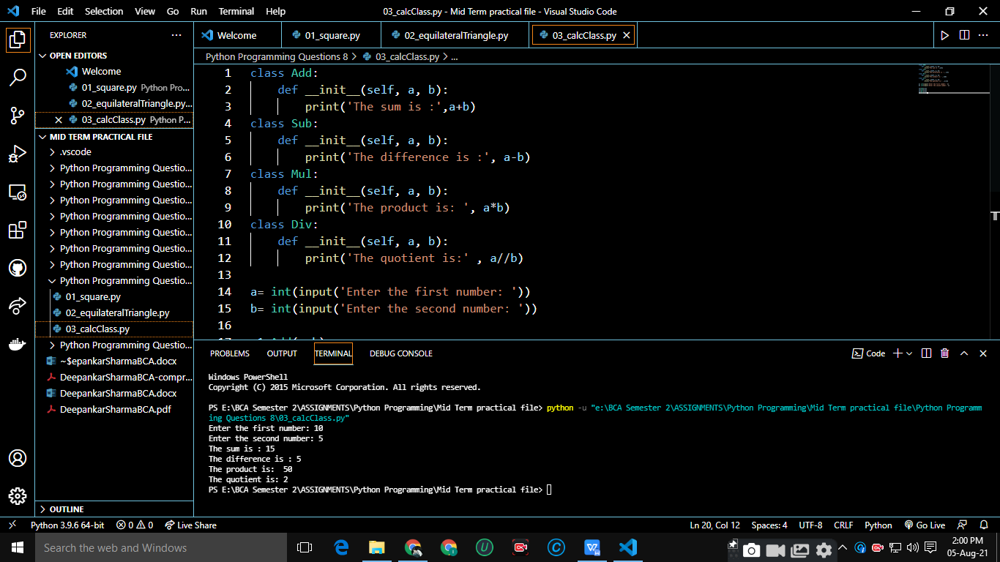 File Edit Selection View Go Run Terminal Help 03_calcClass.py - Mid Term practical file - Visual Studio Code
EXPLORER
OPEN EDITORS
Welcome
01_square.py Python Pro...
02_equilateralTriangle.py...
03_calcClass.py Python P...
MID TERM PRACTICAL FILE
.vscode
Python Programming Questio...
Python Programming Questio...
Python Programming Questio...
Python Programming Questio...
Python Programming Questio...
Python Programming Questio...
Python Programming Questio...
Python Programming Questio...
01_square.py
02_equilateralTriangle.py
03_calcClass.py
Python Programming Questio...
~$epankarSharmaBCA.docx
DeepankarSharmaBCA-compr...
DeepankarSharmaBCA.docx
DeepankarSharmaBCA.pdf
OUTLINE
Welcome 01_square.py 02_equilateralTriangle.py 03_calcClass.py
Python Programming Questions 8 > 03_calcClass.py > ...
1 class Add:
2 def __init__(self, a, b):
3 print('The sum is :',a+b)
4 class Sub:
5 def __init__(self, a, b):
6 print('The difference is :', a-b)
7 class Mul:
8 def __init__(self, a, b):
9 print('The product is: ', a*b)
10 class Div:
11 def __init__(self, a, b):
12 print('The quotient is:' , a//b)
13
14 a= int(input('Enter the first number: '))
15 b= int(input('Enter the second number: '))
16
PROBLEMS OUTPUT TERMINAL DEBUG CONSOLE Code
Windows PowerShell
Copyright (C) 2015 Microsoft Corporation. All rights reserved.
PS E:\BCA Semester 2\ASSIGNMENTS\Python Programming\Mid Term practical file> python -u "e:\BCA Semester 2\ASSIGNMENTS\Python Programming\Mid Term practical file\Python Programm
ing Questions 8\03_calcClass.py"
Enter the first number: 10
Enter the second number: 5
The sum is : 15
The difference is : 5
The product is:  50
The quotient is: 2
PS E:\BCA Semester 2\ASSIGNMENTS\Python Programming\Mid Term practical file>
Python 3.9.6 64-bit 0 0 Live Share Ln 20, Col 12 Spaces: 4 UTF-8 CRLF Python Go Live
Search the web and Windows
2:00 PM
05-Aug-21